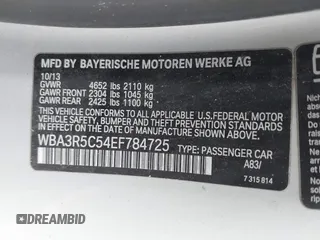 MFD BY BAYERISCHE MOTOREN WERKE AG
10/13
GVWR 4652 lbs 2110 kg
GAWR FRONT 2304 lbs 1045 kg
GAWR REAR 2425 lbs 1100 kg
THIS VEHICLE CONFORMS TO ALL APPLICABLE U.S.FEDERAL MOTOR
VEHICLE SAFETY, BUMPER AND THEFT PREVENTION STANDARDS IN
EFFECT ON THE DATE OF MANUFACTURE SHOWN ABOVE.
WBA3R5C54EF784725 TYPE: PASSENGER CAR
A83/
7 315 814